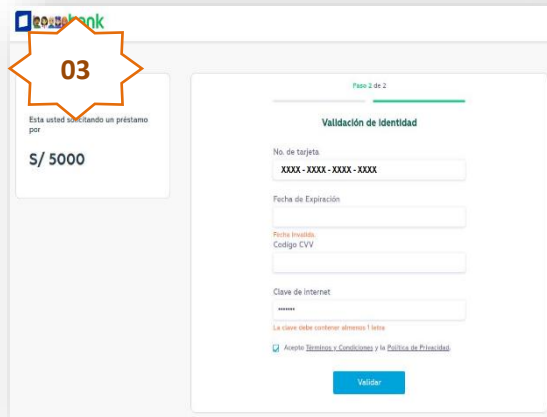 03
Paso 2 de 2
Esta usted solicitando un préstamo
por
S/ 5000
Validación de Identidad
No. de tarjeta
XXXX - XXXX - XXXX - XXXX
Fecha de Expiración
Fecha Invalida.
Codigo CVV
Clave de internet
La clave debe contener almenos 1 letra
Acepto Términos y Condiciones y la Política de Privacidad.
Validar